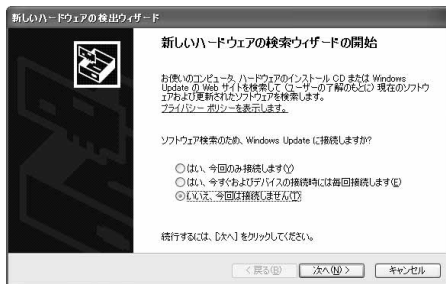 新しいハードウェアの検出ウィザード
新しいハードウェアの検索ウィザードの開始
お使いのコンピュータ、ハードウェアのインストール CD または Windows
Update の Web サイトを検索して（ユーザーの了解のもとに）現在のソフトウ
ェアおよび更新されたソフトウェアを検索します。
プライバシー ポリシーを表示します。
ソフトウェア検索のため、Windows Update に接続しますか?
はい、今回のみ接続します(Y)
はい、今すぐおよびデバイスの接続時には毎回接続します(E)
いいえ、今回は接続しません(T)
続行するには、[次へ] をクリックしてください。
< 戻る(B) 次へ(N) > キャンセル